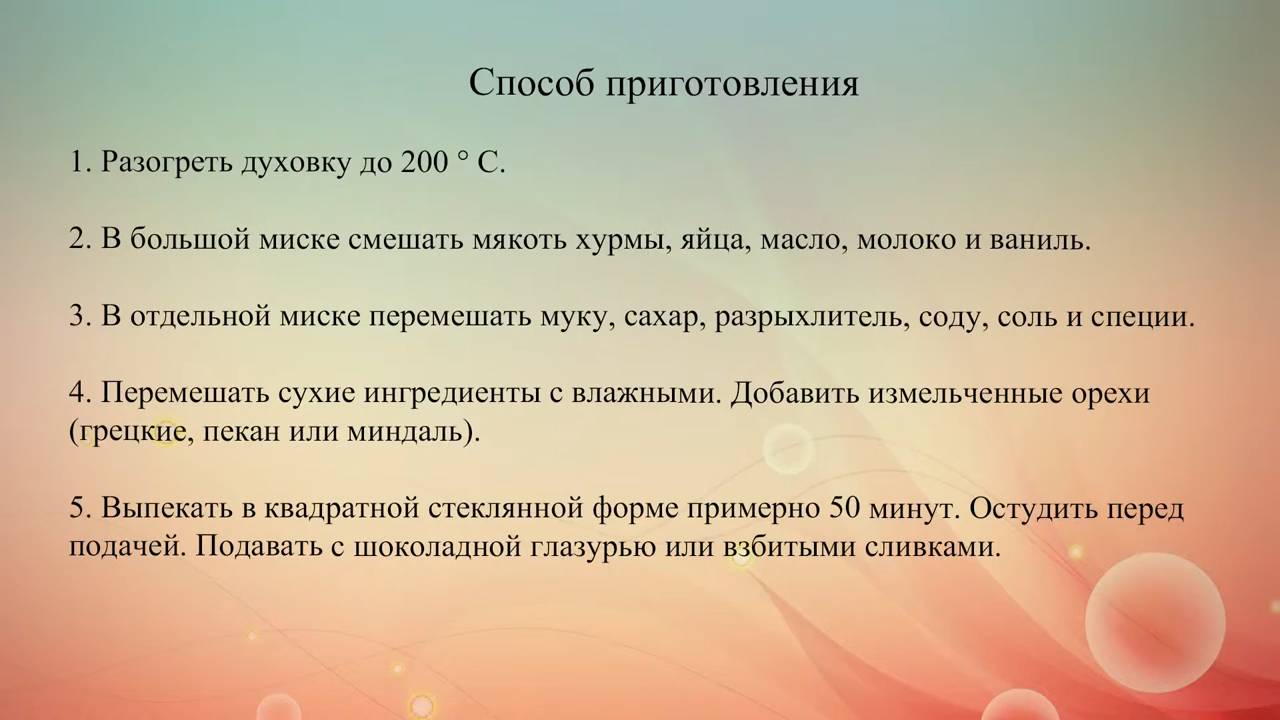 Способ приготовления
1. Разогреть духовку до 200 ° С.
2. В большой миске смешать мякоть хурмы, яйца, масло, молоко и ваниль.
3. В отдельной миске перемешать муку, сахар, разрыхлитель, соду, соль и специи.
4. Перемешать сухие ингредиенты с влажными. Добавить измельченные орехи
(грецкие, пекан или миндаль).
5. Выпекать в квадратной стеклянной форме примерно 50 минут. Остудить перед
подачей. Подавать с шоколадной глазурью или взбитыми сливками.